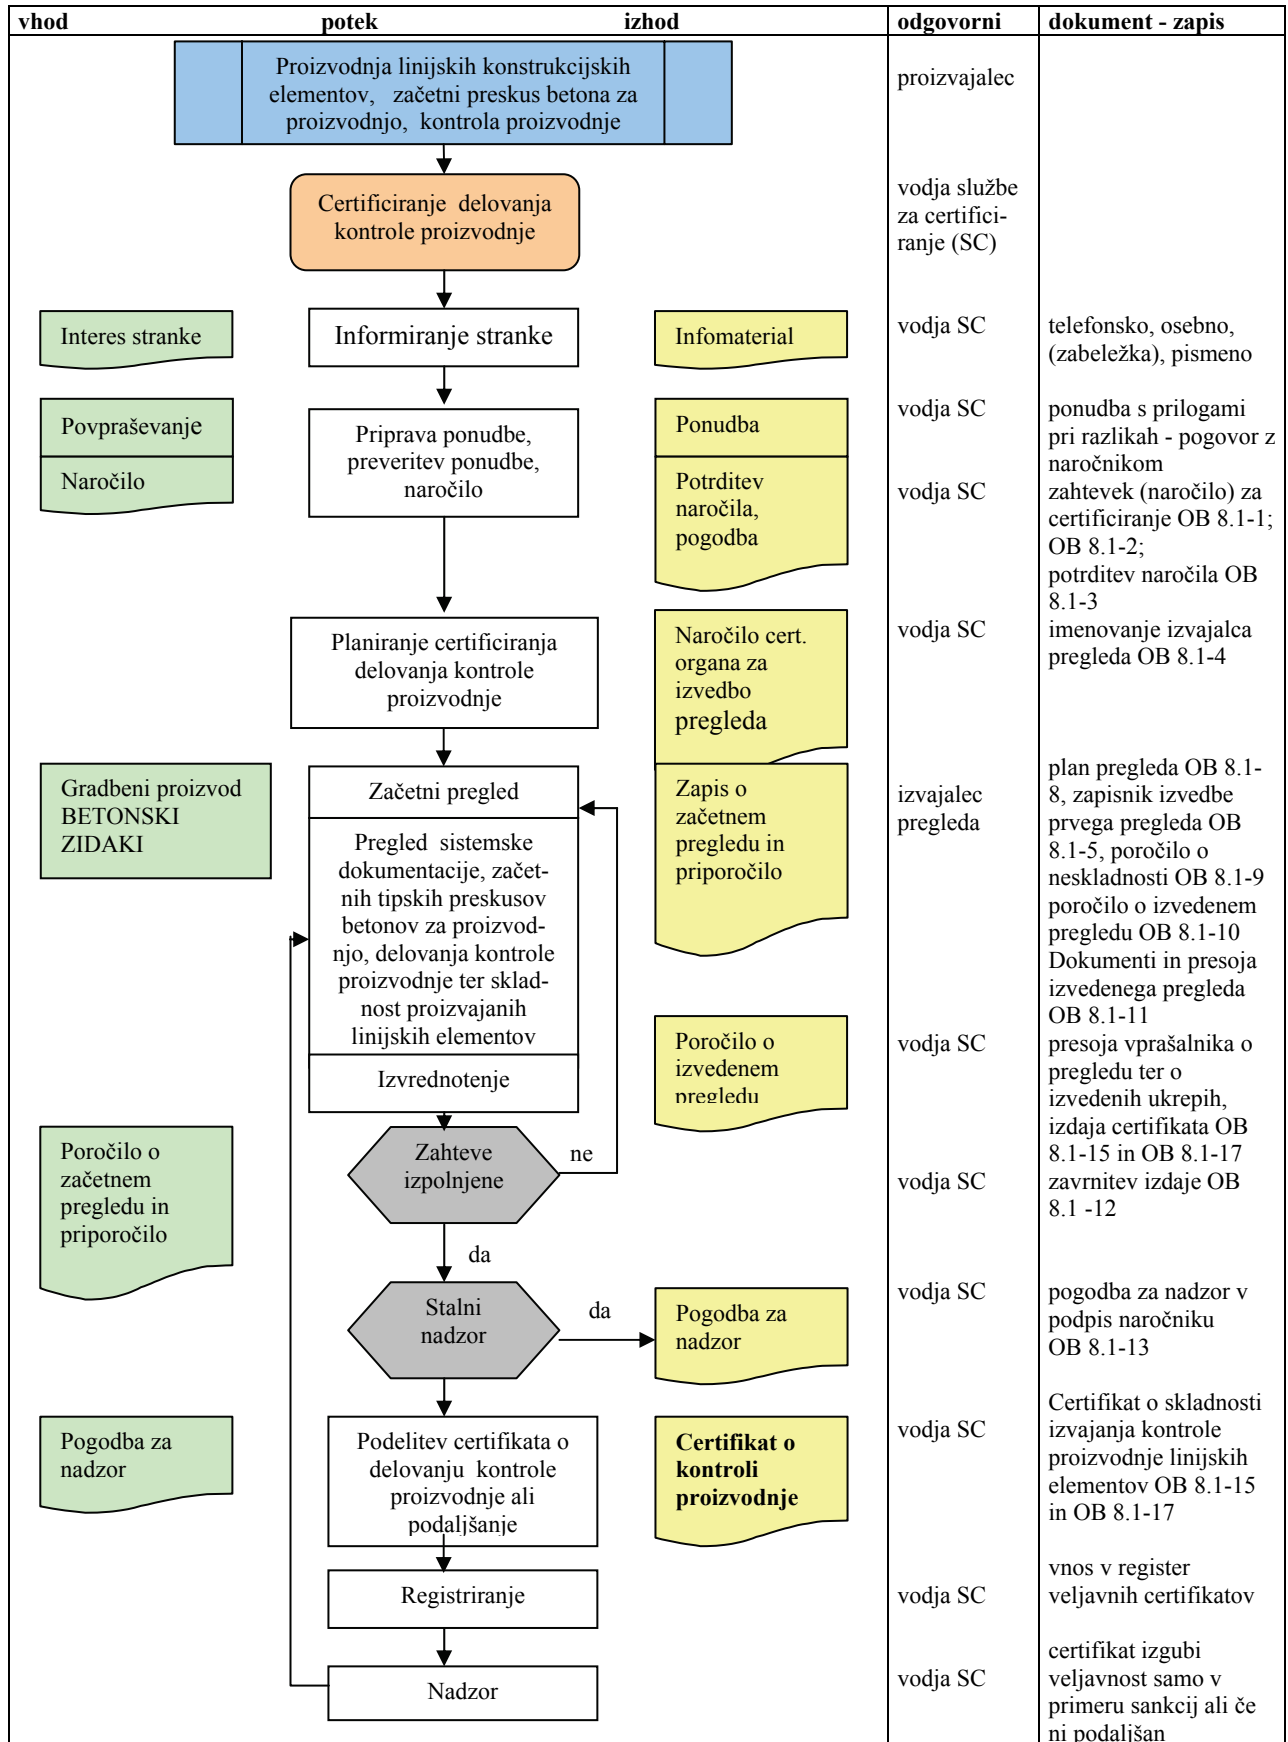 vhod potek izhod odgovorni dokument - zapis
Proizvodnja linijskih konstrukcijskih
elementov, začetni preskus betona za
proizvodnjo, kontrola proizvodnje
proizvajalec
Certificiranje delovanja
kontrole proizvodnje
vodja službe
za certifici-
ranje (SC)
Interes stranke
Informiranje stranke
Infomaterial
vodja SC
telefonsko, osebno,
(zabeležka), pismeno
Povpraševanje
Naročilo
Priprava ponudbe,
preveritev ponudbe,
naročilo
Ponudba
Potrditev
naročila,
pogodba
vodja SC
vodja SC
ponudba s prilogami
pri razlikah - pogovor z
naročnikom
zahtevek (naročilo) za
certificiranje OB 8.1-1;
OB 8.1-2;
potrditev naročila OB
8.1-3
Planiranje certificiranja
delovanja kontrole
proizvodnje
Naročilo cert.
organa za
izvedbo
pregleda
vodja SC
imenovanje izvajalca
pregleda OB 8.1-4
Gradbeni proizvod
BETONSKI
ZIDAKI
Začetni pregled
Pregled sistemske
dokumentacije, začet-
nih tipskih preskusov
betonov za proizvod-
njo, delovanja kontrole
proizvodnje ter sklad-
nost proizvajanih
linijskih elementov
Izvrednotenje
Zapis o
začetnem
pregledu in
priporočilo
izvajalec
pregleda
plan pregleda OB 8.1-
8, zapisnik izvedbe
prvega pregleda OB
8.1-5, poročilo o
neskladnosti OB 8.1-9
poročilo o izvedenem
pregledu OB 8.1-10
Dokumenti in presoja
izvedenega pregleda
OB 8.1-11
Poročilo o
izvedenem
pregledu
vodja SC
presoja vprašalnika o
pregledu ter o
izvedenih ukrepih,
izdaja certifikata OB
8.1-15 in OB 8.1-17
Poročilo o
začetnem
pregledu in
priporočilo
Zahteve
izpolnjene
ne
da
vodja SC
zavrnitev izdaje OB
8.1 -12
Stalni
nadzor
da
Pogodba za
nadzor
vodja SC
pogodba za nadzor v
podpis naročniku
OB 8.1-13
Pogodba za
nadzor
Podelitev certifikata o
delovanju kontrole
proizvodnje ali
podaljšanje
Certifikat o
kontroli
proizvodnje
vodja SC
Certifikat o skladnosti
izvajanja kontrole
proizvodnje linijskih
elementov OB 8.1-15
in OB 8.1-17
Registriranje
vodja SC
vnos v register
veljavnih certifikatov
Nadzor
vodja SC
certifikat izgubi
veljavnost samo v
primeru sankcij ali če
ni podaljšan